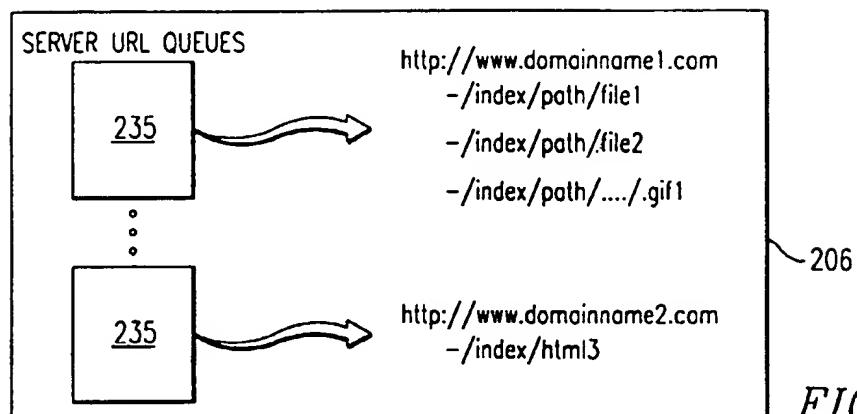 SERVER URL QUEUES
235
http://www.domainname1.com
-/index/path/file1
-/index/path/.file2
-/index/path/..../.gif1
206
235
http://www.domainname2.com
-/index/html3